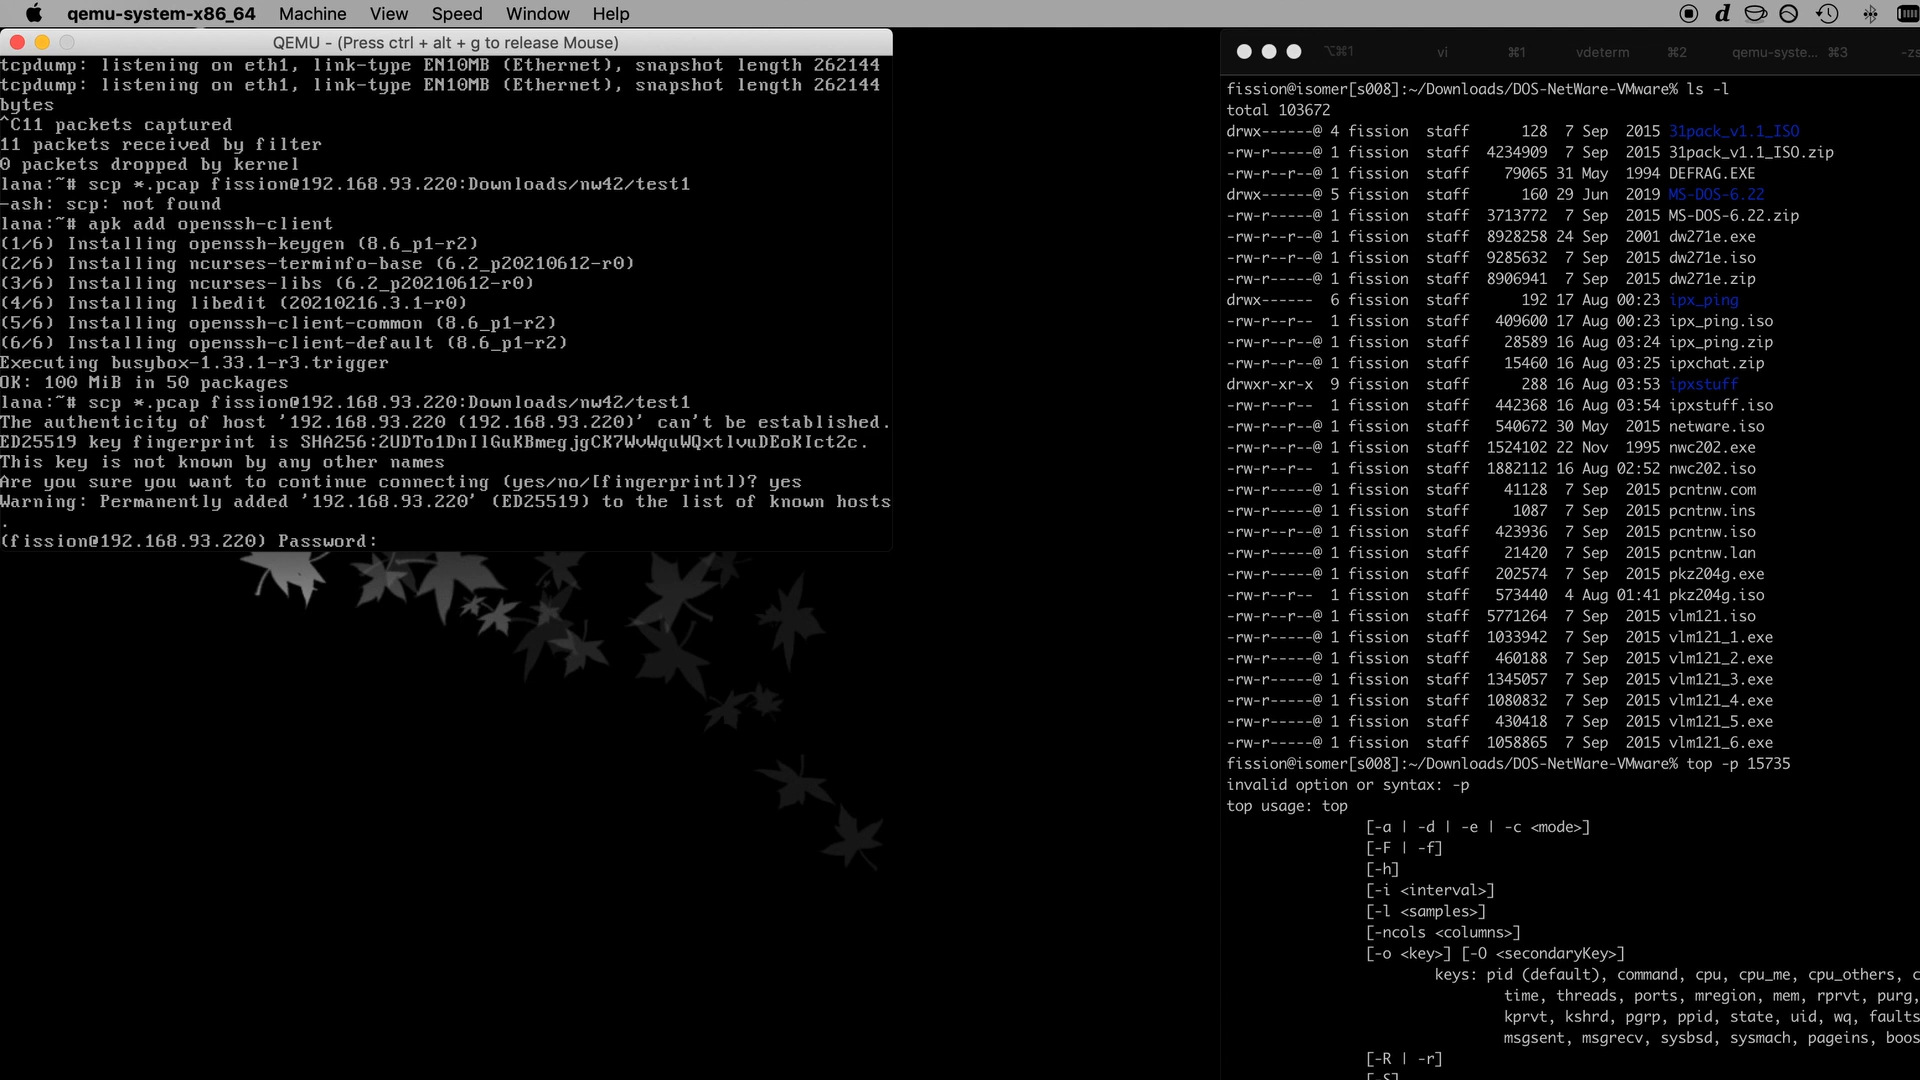 qemu-system-x86_64 Machine View Speed Window Help
QEMU - (Press ctrl + alt + g to release Mouse)
tcpdump: listening on eth1, link-type EN10MB (Ethernet), snapshot length 262144
tcpdump: listening on eth1, link-type EN10MB (Ethernet), snapshot length 262144
bytes
^C11 packets captured
11 packets received by filter
0 packets dropped by kernel
lana:~# scp *.pcap fission@192.168.93.220:Downloads/nw42/test1
-ash: scp: not found
lana:~# apk add openssh-client
(1/6) Installing openssh-keygen (8.6_p1-r2)
(2/6) Installing ncurses-terminfo-base (6.2_p20210612-r0)
(3/6) Installing ncurses-libs (6.2_p20210612-r0)
(4/6) Installing libedit (20210216.3.1-r0)
(5/6) Installing openssh-client-common (8.6_p1-r2)
(6/6) Installing openssh-client-default (8.6_p1-r2)
Executing busybox-1.33.1-r3.trigger
OK: 100 MiB in 50 packages
lana:~# scp *.pcap fission@192.168.93.220:Downloads/nw42/test1
The authenticity of host '192.168.93.220 (192.168.93.220)' can't be established.
ED25519 key fingerprint is SHA256:2UDTo1DnIlGuKBmegjgCK7WvWquWQxtlvuDEoKIct2c.
This key is not known by any other names
Are you sure you want to continue connecting (yes/no/[fingerprint])? yes
Warning: Permanently added '192.168.93.220' (ED25519) to the list of known hosts
.
(fission@192.168.93.220) Password:
⌥⌘1 vi ⌘1 vdeterm ⌘2 qemu-syste... ⌘3 -zs
fission@isomer[s008]:~/Downloads/DOS-NetWare-VMware% ls -l
total 103672
drwx------@ 4 fission staff 128 7 Sep 2015 31pack_v1.1_ISO
-rw-r-----@ 1 fission staff 4234909 7 Sep 2015 31pack_v1.1_ISO.zip
-rw-r--r--@ 1 fission staff 79065 31 May 1994 DEFRAG.EXE
drwx------@ 5 fission staff 160 29 Jun 2019 MS-DOS-6.22
-rw-r-----@ 1 fission staff 3713772 7 Sep 2015 MS-DOS-6.22.zip
-rw-r--r--@ 1 fission staff 8928258 24 Sep 2001 dw271e.exe
-rw-r--r--@ 1 fission staff 9285632 7 Sep 2015 dw271e.iso
-rw-r-----@ 1 fission staff 8906941 7 Sep 2015 dw271e.zip
drwx------ 6 fission staff 192 17 Aug 00:23 ipx_ping
-rw-r--r-- 1 fission staff 409600 17 Aug 00:23 ipx_ping.iso
-rw-r--r--@ 1 fission staff 28589 16 Aug 03:24 ipx_ping.zip
-rw-r--r--@ 1 fission staff 15460 16 Aug 03:25 ipxchat.zip
drwxr-xr-x 9 fission staff 288 16 Aug 03:53 ipxstuff
-rw-r--r-- 1 fission staff 442368 16 Aug 03:54 ipxstuff.iso
-rw-r--r--@ 1 fission staff 540672 30 May 2015 netware.iso
-rw-r--r--@ 1 fission staff 1524102 22 Nov 1995 nwc202.exe
-rw-r--r-- 1 fission staff 1882112 16 Aug 02:52 nwc202.iso
-rw-r-----@ 1 fission staff 41128 7 Sep 2015 pcntnw.com
-rw-r-----@ 1 fission staff 1087 7 Sep 2015 pcntnw.ins
-rw-r--r--@ 1 fission staff 423936 7 Sep 2015 pcntnw.iso
-rw-r-----@ 1 fission staff 21420 7 Sep 2015 pcntnw.lan
-rw-r-----@ 1 fission staff 202574 7 Sep 2015 pkz204g.exe
-rw-r--r-- 1 fission staff 573440 4 Aug 01:41 pkz204g.iso
-rw-r--r--@ 1 fission staff 5771264 7 Sep 2015 vlm121.iso
-rw-r-----@ 1 fission staff 1033942 7 Sep 2015 vlm121_1.exe
-rw-r-----@ 1 fission staff 460188 7 Sep 2015 vlm121_2.exe
-rw-r-----@ 1 fission staff 1345057 7 Sep 2015 vlm121_3.exe
-rw-r-----@ 1 fission staff 1080832 7 Sep 2015 vlm121_4.exe
-rw-r-----@ 1 fission staff 430418 7 Sep 2015 vlm121_5.exe
-rw-r-----@ 1 fission staff 1058865 7 Sep 2015 vlm121_6.exe
fission@isomer[s008]:~/Downloads/DOS-NetWare-VMware% top -p 15735
invalid option or syntax: -p
top usage: top
[-a | -d | -e | -c <mode>]
[-F | -f]
[-h]
[-i <interval>]
[-l <samples>]
[-ncols <columns>]
[-o <key>] [-O <secondaryKey>]
keys: pid (default), command, cpu, cpu_me, cpu_others, c
time, threads, ports, mregion, mem, rprvt, purg,
kprvt, kshrd, pgrp, ppid, state, uid, wq, faults
msgsent, msgrecv, sysbsd, sysmach, pageins, boos
[-R | -r]
[-S]